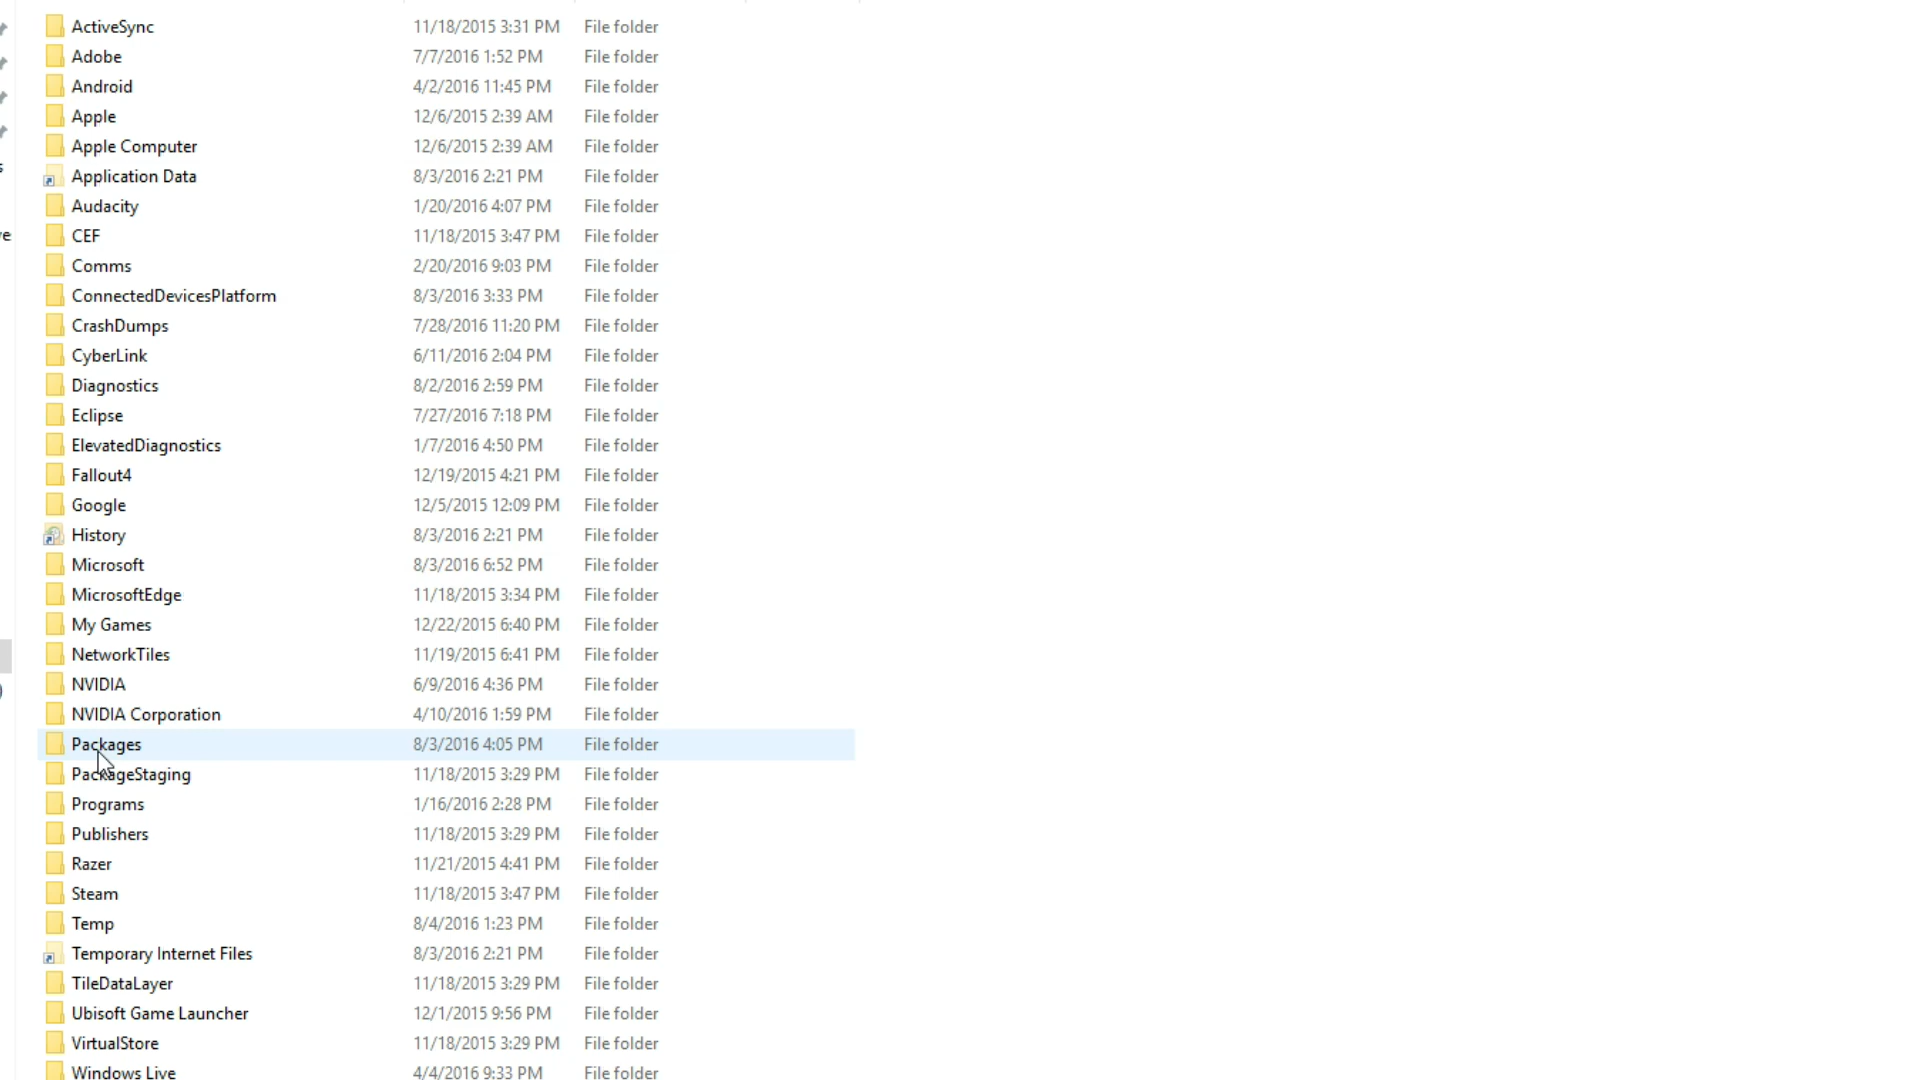 ActiveSync 11/18/2015 3:31 PM File folder
Adobe 7/7/2016 1:52 PM File folder
Android 4/2/2016 11:45 PM File folder
Apple 12/6/2015 2:39 AM File folder
Apple Computer 12/6/2015 2:39 AM File folder
Application Data 8/3/2016 2:21 PM File folder
Audacity 1/20/2016 4:07 PM File folder
CEF 11/18/2015 3:47 PM File folder
Comms 2/20/2016 9:03 PM File folder
ConnectedDevicesPlatform 8/3/2016 3:33 PM File folder
CrashDumps 7/28/2016 11:20 PM File folder
CyberLink 6/11/2016 2:04 PM File folder
Diagnostics 8/2/2016 2:59 PM File folder
Eclipse 7/27/2016 7:18 PM File folder
ElevatedDiagnostics 1/7/2016 4:50 PM File folder
Fallout4 12/19/2015 4:21 PM File folder
Google 12/5/2015 12:09 PM File folder
History 8/3/2016 2:21 PM File folder
Microsoft 8/3/2016 6:52 PM File folder
MicrosoftEdge 11/18/2015 3:34 PM File folder
My Games 12/22/2015 6:40 PM File folder
NetworkTiles 11/19/2015 6:41 PM File folder
NVIDIA 6/9/2016 4:36 PM File folder
NVIDIA Corporation 4/10/2016 1:59 PM File folder
Packages 8/3/2016 4:05 PM File folder
PackageStaging 11/18/2015 3:29 PM File folder
Programs 1/16/2016 2:28 PM File folder
Publishers 11/18/2015 3:29 PM File folder
Razer 11/21/2015 4:41 PM File folder
Steam 11/18/2015 3:47 PM File folder
Temp 8/4/2016 1:23 PM File folder
Temporary Internet Files 8/3/2016 2:21 PM File folder
TileDataLayer 11/18/2015 3:29 PM File folder
Ubisoft Game Launcher 12/1/2015 9:56 PM File folder
VirtualStore 11/18/2015 3:29 PM File folder
Windows Live 4/4/2016 9:33 PM File folder